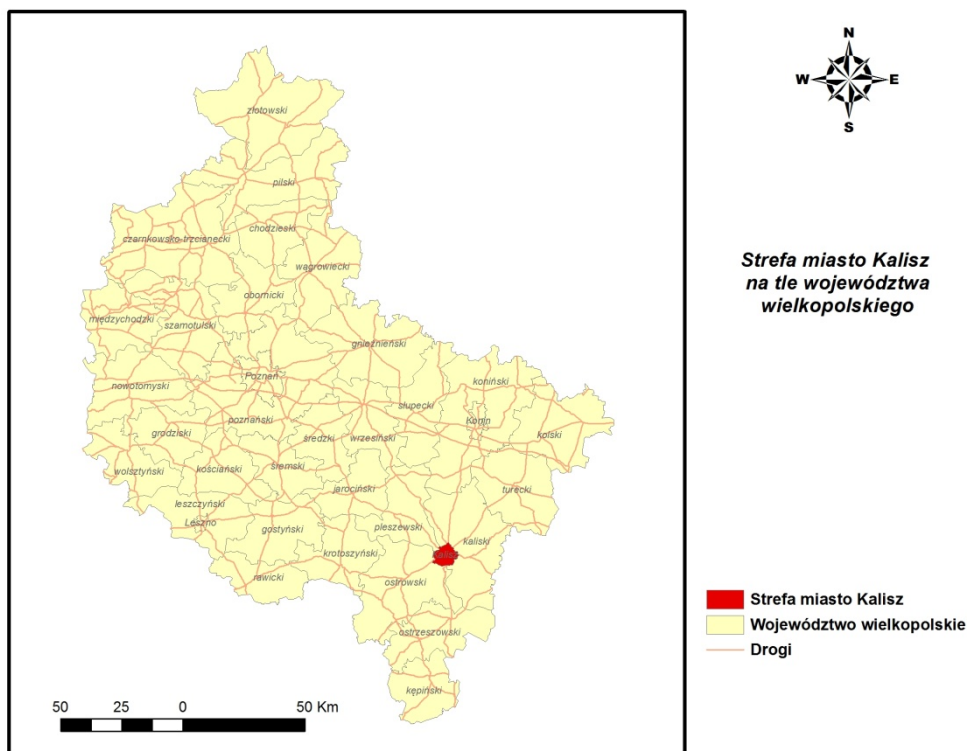 N
W E
S
Strefa miasto Kalisz
na tle województwa
wielkopolskiego
złotowski
pilski
chodzieski
czarnkowsko-trzcianecki
wągrowiecki
obornicki
międzychodzki
szamotulski
gnieźnieński
Poznań
nowotomyski
koniński
słupecki
Konin
poznański
grodziski
średzki
wrzesiński
kolski
wolsztyński
kościański
śremski
jarociński
turecki
leszczyński
Leszno
gostyński
pleszewski
kaliski
krotoszyński
Kalisz
rawicki
ostrowski
ostrzeszowski
kępiński
Strefa miasto Kalisz
Województwo wielkopolskie
Drogi
50 25 0 50 Km